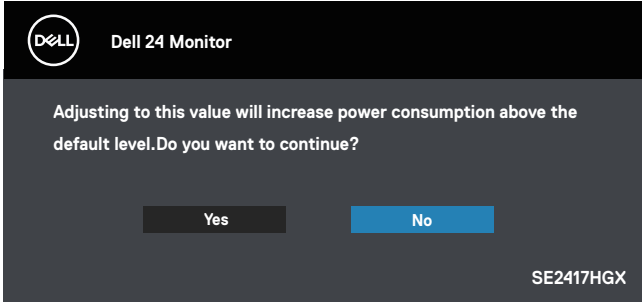 DELL
Dell 24 Monitor
Adjusting to this value will increase power consumption above the
default level.Do you want to continue?
Yes No
SE2417HGX